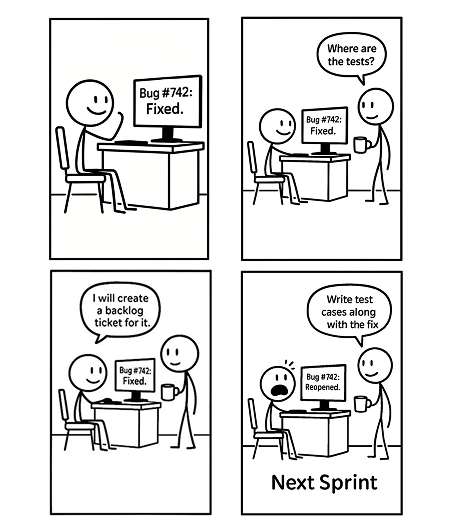 Bug #742:
Fixed.
Where are
the tests?
Bug #742:
Fixed.
I will create
a backlog
ticket for it.
Bug #742:
Fixed.
Write test
cases along
with the fix
Bug #742:
Reopened.
Next Sprint